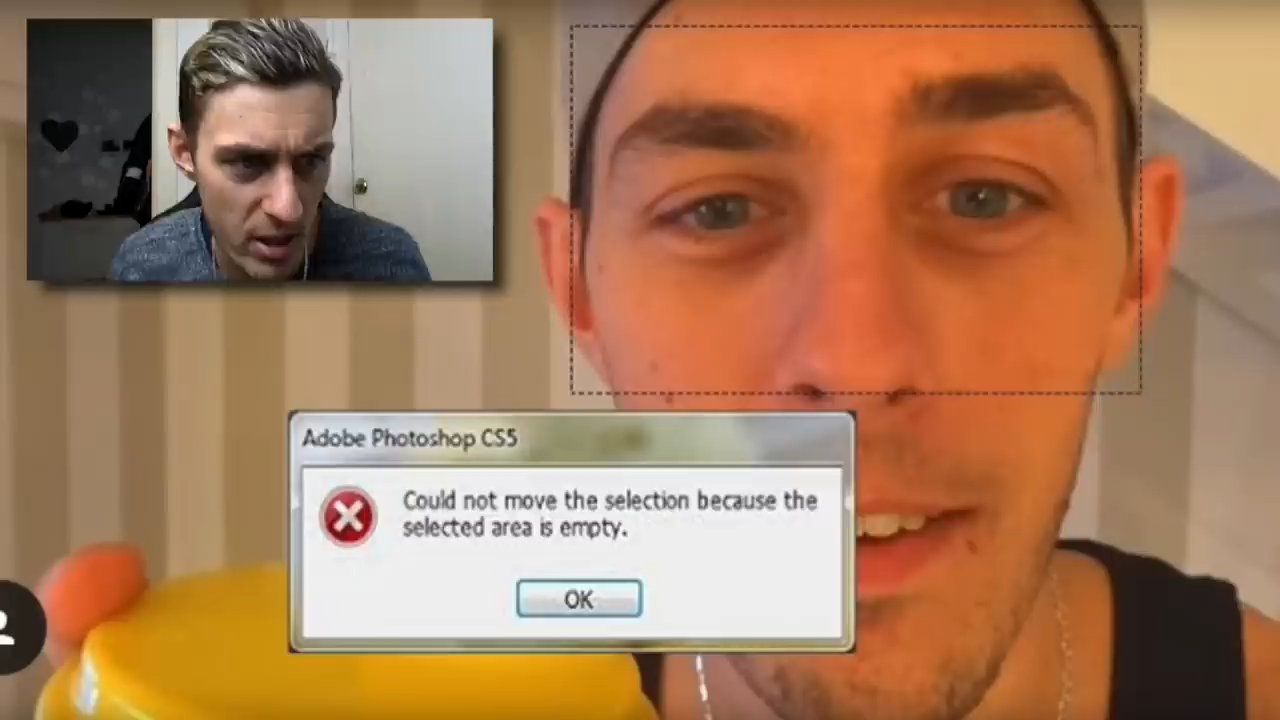 Adobe Photoshop CS5
Could not move the selection because the
selected area is empty.
OK